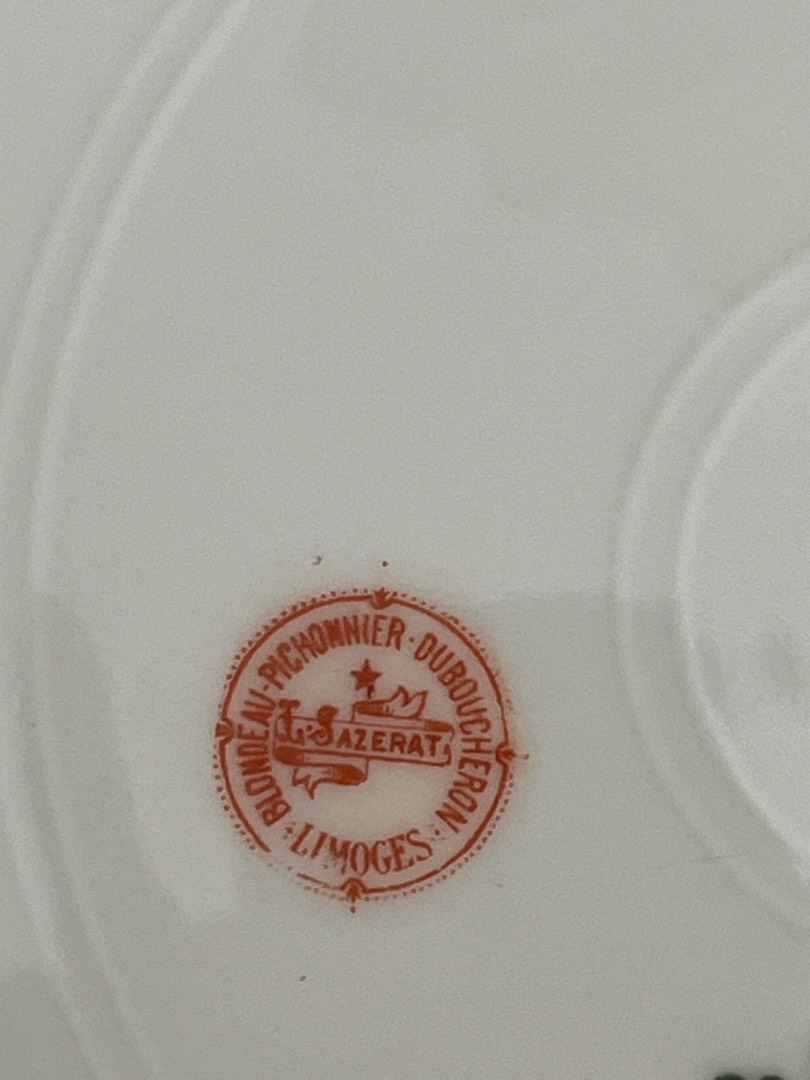 BLONDEAU-PICHONNIER-DUBOUCHERON
L. SAZERAT
·LIMOGES·